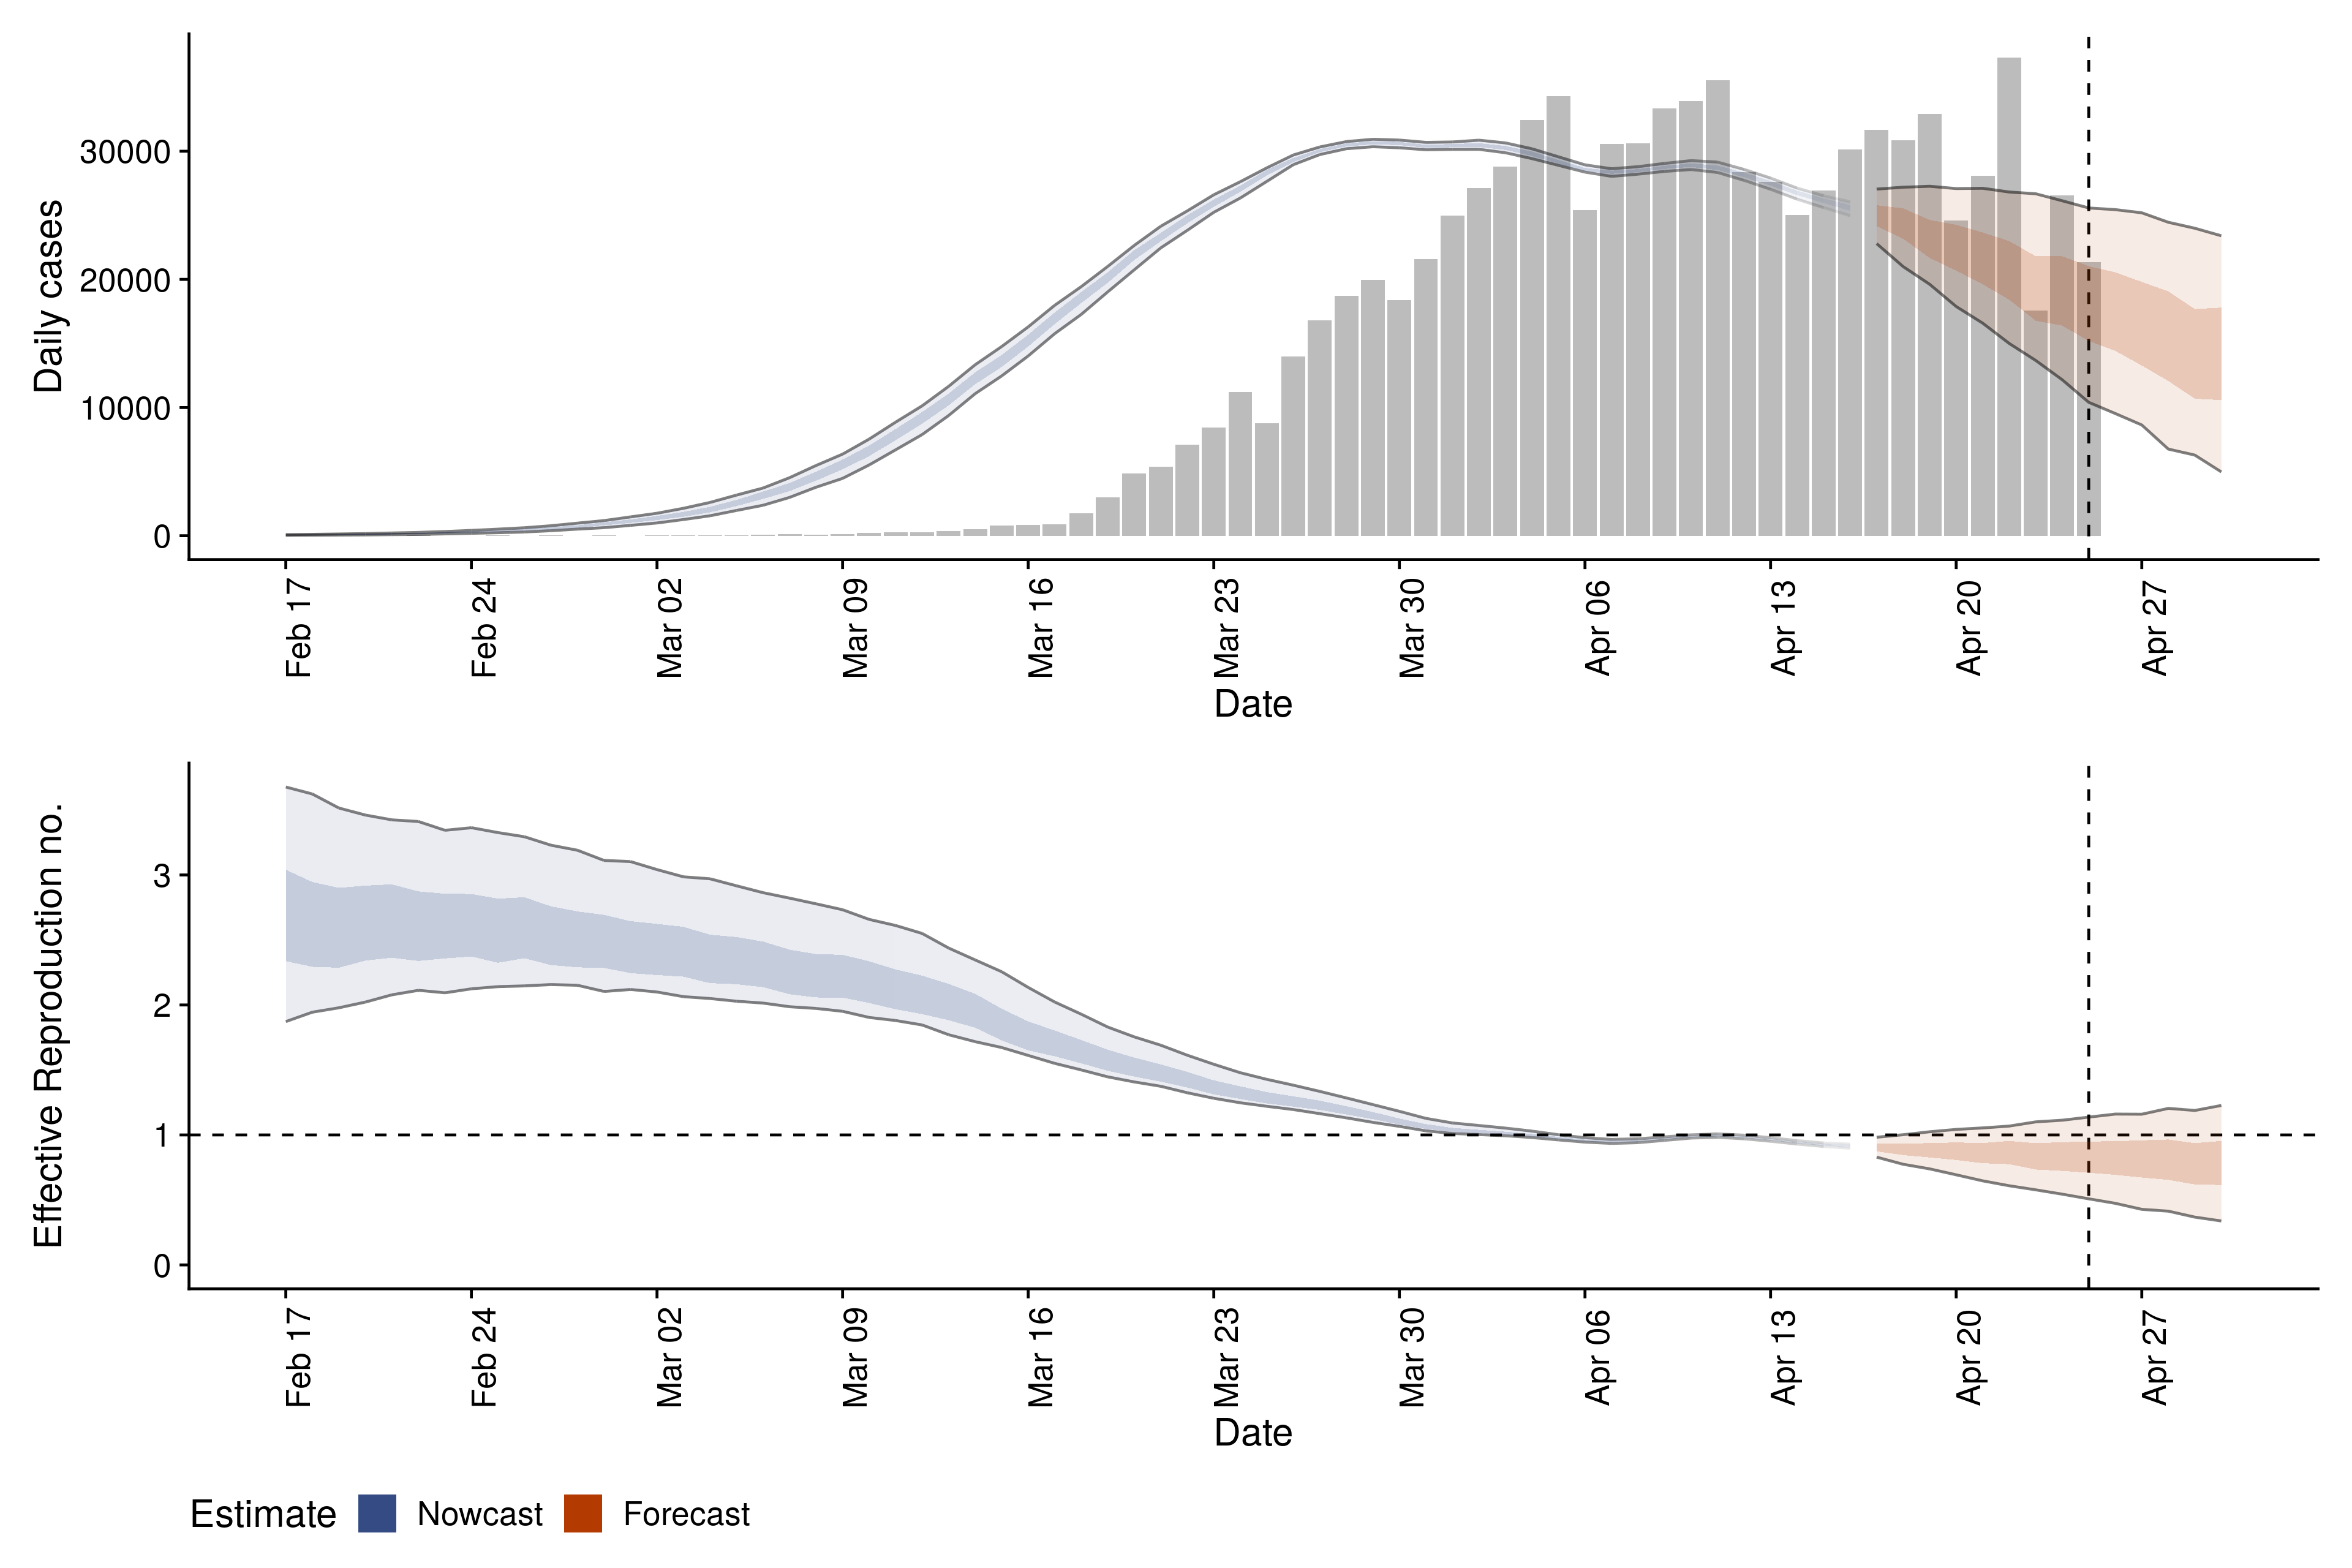 Daily cases
30000
20000
10000
0
Feb 17
Feb 24
Mar 02
Mar 09
Mar 16
Mar 23
Mar 30
Apr 06
Apr 13
Apr 20
Apr 27
Date
Effective Reproduction no.
3
2
1
0
Feb 17
Feb 24
Mar 02
Mar 09
Mar 16
Mar 23
Mar 30
Apr 06
Apr 13
Apr 20
Apr 27
Date
Estimate Nowcast Forecast